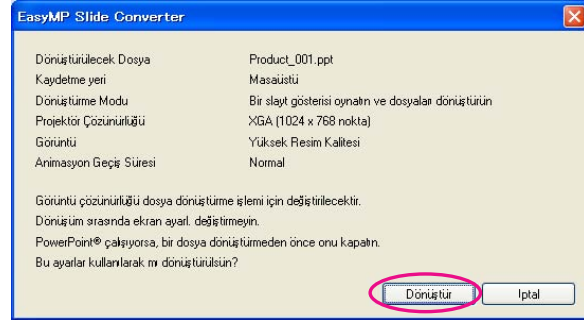 EasyMP Slide Converter
Dönüştürülecek Dosya Product_001.ppt
Kaydetme yeri Masaüstü
Dönüştürme Modu Bir slayt gösterisi oynatın ve dosyaları dönüştürün
Projektör Çözünürlüğü XGA (1024 x 768 nokta)
Görüntü Yüksek Resim Kalitesi
Animasyon Geçiş Süresi Normal
Görüntü çözünürlüğü dosya dönüştürme işlemi için değiştirilecektir.
Dönüşüm sırasında ekran ayarl. değiştirmeyin.
PowerPoint® çalışıyorsa, bir dosya dönüştürmeden önce onu kapatın.
Bu ayarlar kullanılarak mı dönüştürülsün?
Dönüştür Iptal